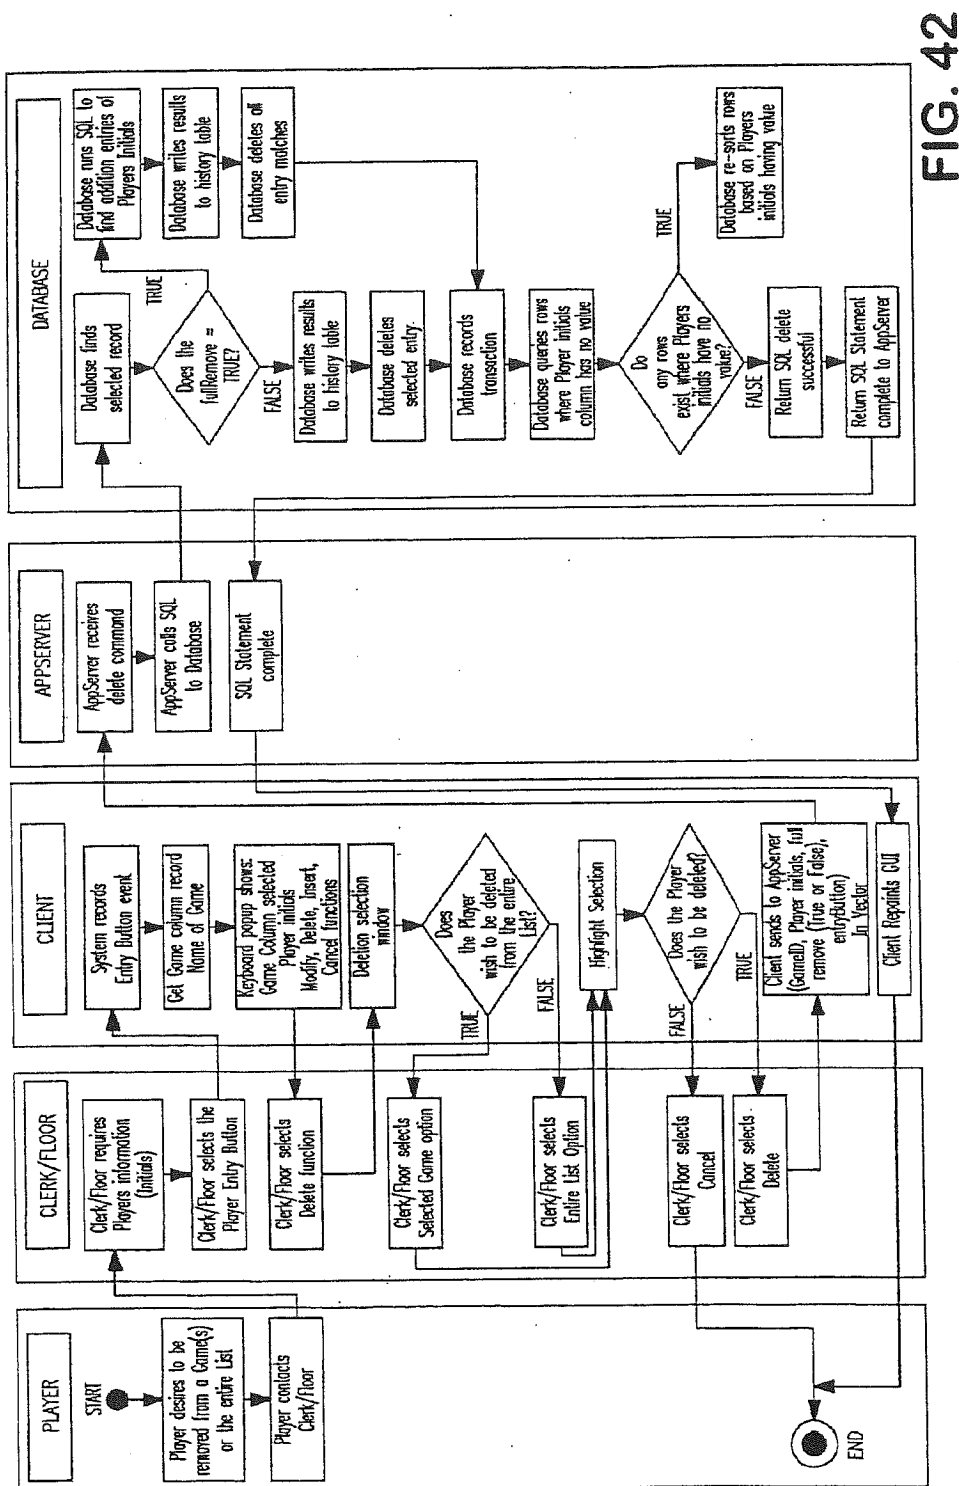 PLAYER
START
Player desires to be
removed from a Game(s)
or the entire List
Player contacts
Clerk/Floor
END
CLERK/FLOOR
Clerk/Floor requires
Players information
(Initials)
Clerk/Floor selects the
Player Entry Button
Clerk/Floor selects
Delete function
Clerk/Floor selects
Selected Game option
Clerk/Floor selects
Entire List Option
Clerk/Floor selects
Cancel
Clerk/Floor selects
Delete
CLIENT
System records
Entry Button event
Get Game column record
Name of Game
Keyboard popup shows:
Game Column selected
Player initials
Modify, Delete, Insert,
Cancel functions
Deletion selection
window
Does
the Player
wish to be deleted
from the entire
List?
TRUE
FALSE
Highlight Selection
Does the Player
wish to be deleted?
FALSE
TRUE
Client sends to AppServer
(GameID, Player initials, full
remove (True or False),
entryButton)
In Vector
Client Repaints GUI
APPSERVER
AppServer receives
delete command
AppServer calls SQL
to Database
SQL Statement
complete
DATABASE
Database finds
selected record
Does the
fullRemove =
TRUE?
TRUE
FALSE
Database runs SQL to
find addition entries of
Players Initials
Database writes results
to history table
Database deletes all
entry matches
Database writes results
to history table
Database deletes
selected entry.
Database records
transaction
Database queries rows
where Player initials
column has no value
Do
any rows
exist where Players
initials have no
value?
TRUE
FALSE
Database re-sorts rows
based on Players
initials having value
Return SQL delete
successful
Return SQL Statement
complete to AppServer
FIG. 42